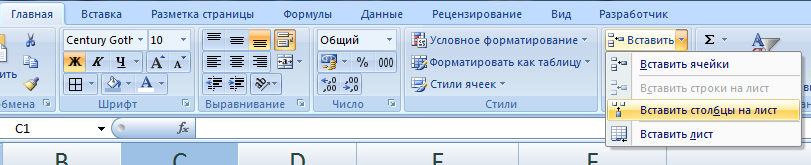 Главная Вставка Разметка страницы Формулы Данные Рецензирование Вид Разработчик
Century Goth 10 Общий Условное форматирование Вставить Σ
Ж К Ч % 000 Форматировать как таблицу Вставить ячейки
Стили ячеек Вставить строки на лист
обмена Шрифт Выравнивание Число Стили Вставить столбцы на лист
C1 fx Вставить лист
B C D E F